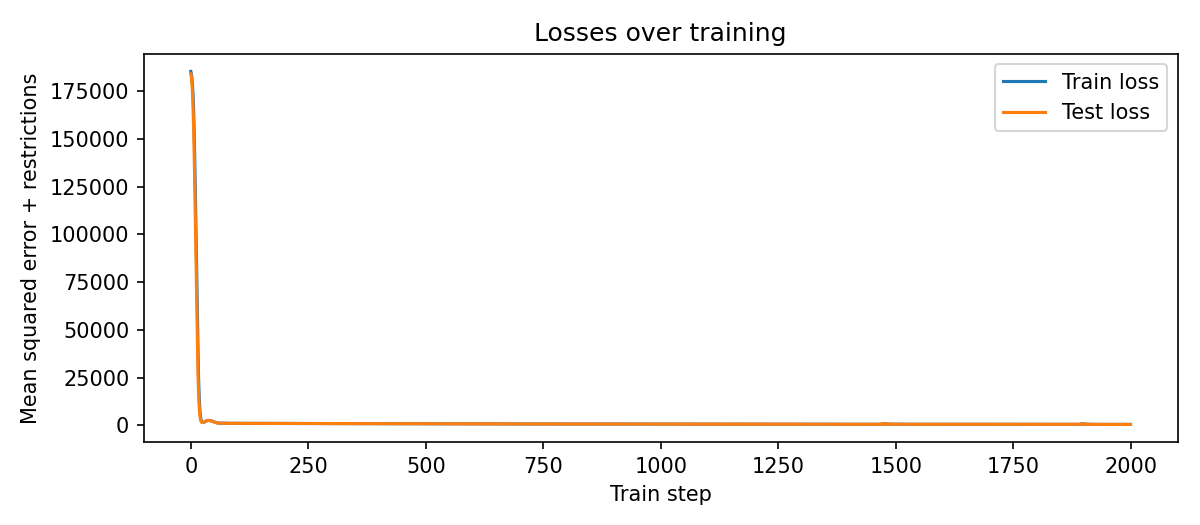 Losses over training
Mean squared error + restrictions
175000
150000
125000
100000
75000
50000
25000
0
Train loss
Test loss
0 250 500 750 1000 1250 1500 1750 2000
Train step